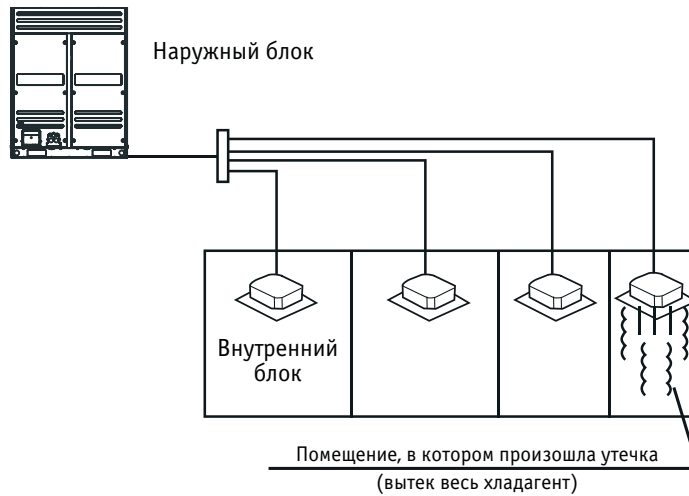 Наружный блок
Внутренний
блок
Помещение, в котором произошла утечка
(вытек весь хладагент)